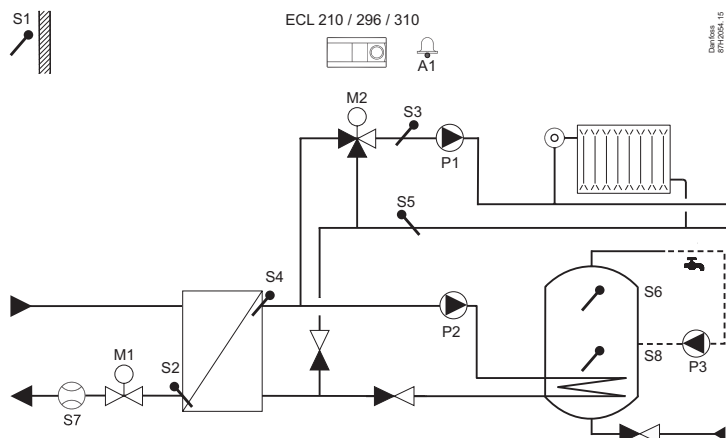 S1
ECL 210 / 296 / 310
A1
Danfoss
87H2054.15
M2
S3
P1
S5
S4
P2
S6
S8
P3
M1
S2
S7